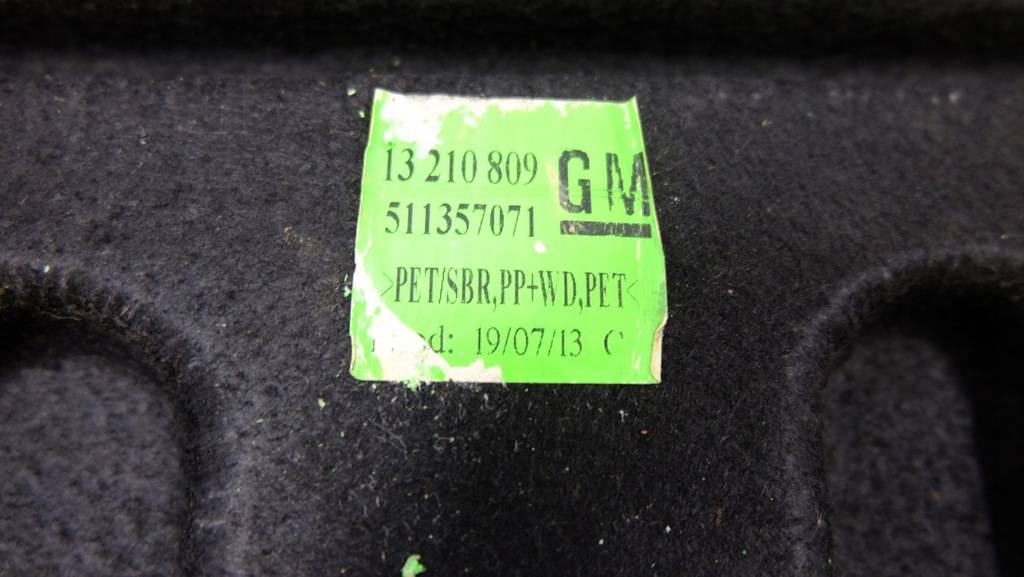 13 210 809
GM
511357071
>PET/SBR,PP+WD,PET<
19/07/13 C